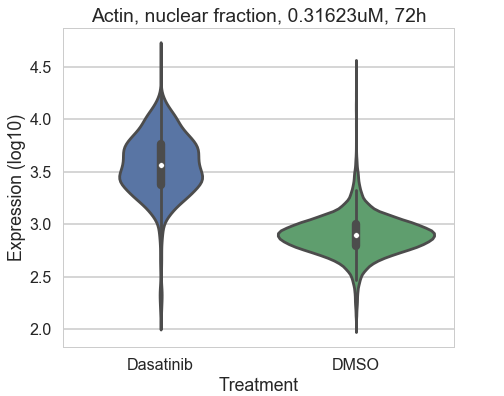 Actin, nuclear fraction, 0.31623uM, 72h
Expression (log10)
4.5
4.0
3.5
3.0
2.5
2.0
Dasatinib
DMSO
Treatment